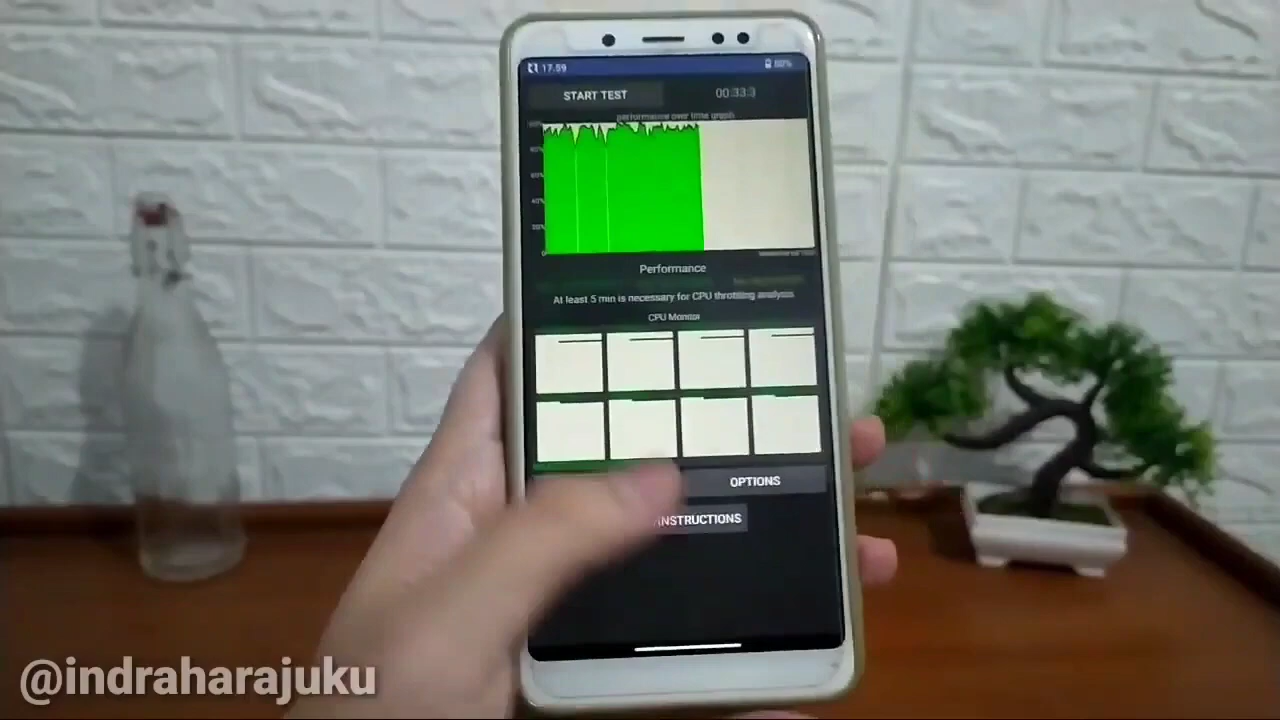 17.59
80%
START TEST
00:33:3
performance over time graph
Performance
At least 5 min is necessary for CPU throttling analysis
CPU Monitor
OPTIONS
INSTRUCTIONS
@indraharajuku